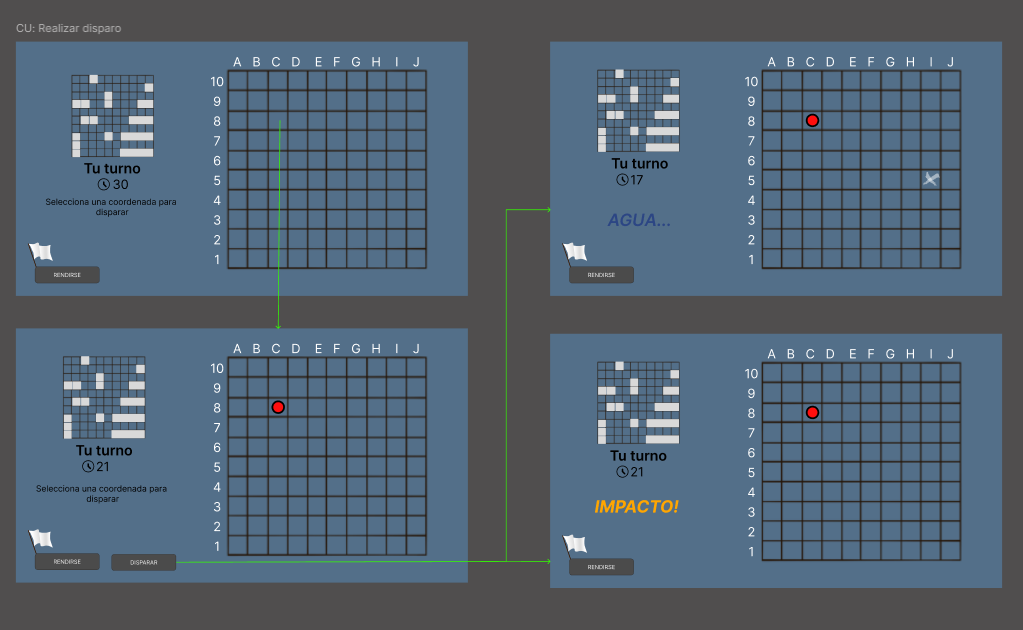 CU: Realizar disparo
A B C D E F G H I J
10
9
8
7
6
5
4
3
2
1
Tu turno
30
Selecciona una coordenada para
disparar
RENDIRSE
A B C D E F G H I J
10
9
8
7
6
5
4
3
2
1
Tu turno
17
AGUA...
RENDIRSE
A B C D E F G H I J
10
9
8
7
6
5
4
3
2
1
Tu turno
21
Selecciona una coordenada para
disparar
RENDIRSE
DISPARAR
A B C D E F G H I J
10
9
8
7
6
5
4
3
2
1
Tu turno
21
IMPACTO!
RENDIRSE